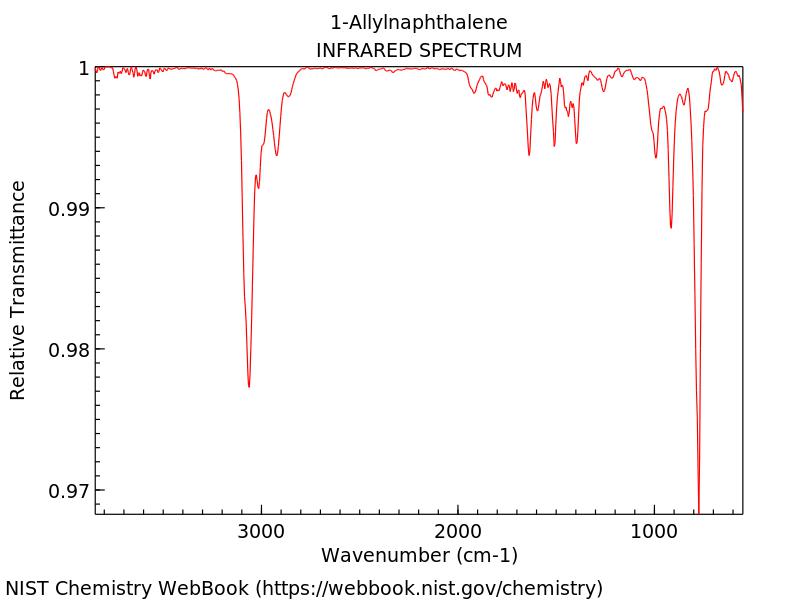 1-Allylnaphthalene
INFRARED SPECTRUM
1
0.99
0.98
0.97
Relative Transmittance
3000 2000 1000
Wavenumber (cm-1)
NIST Chemistry WebBook (https://webbook.nist.gov/chemistry)